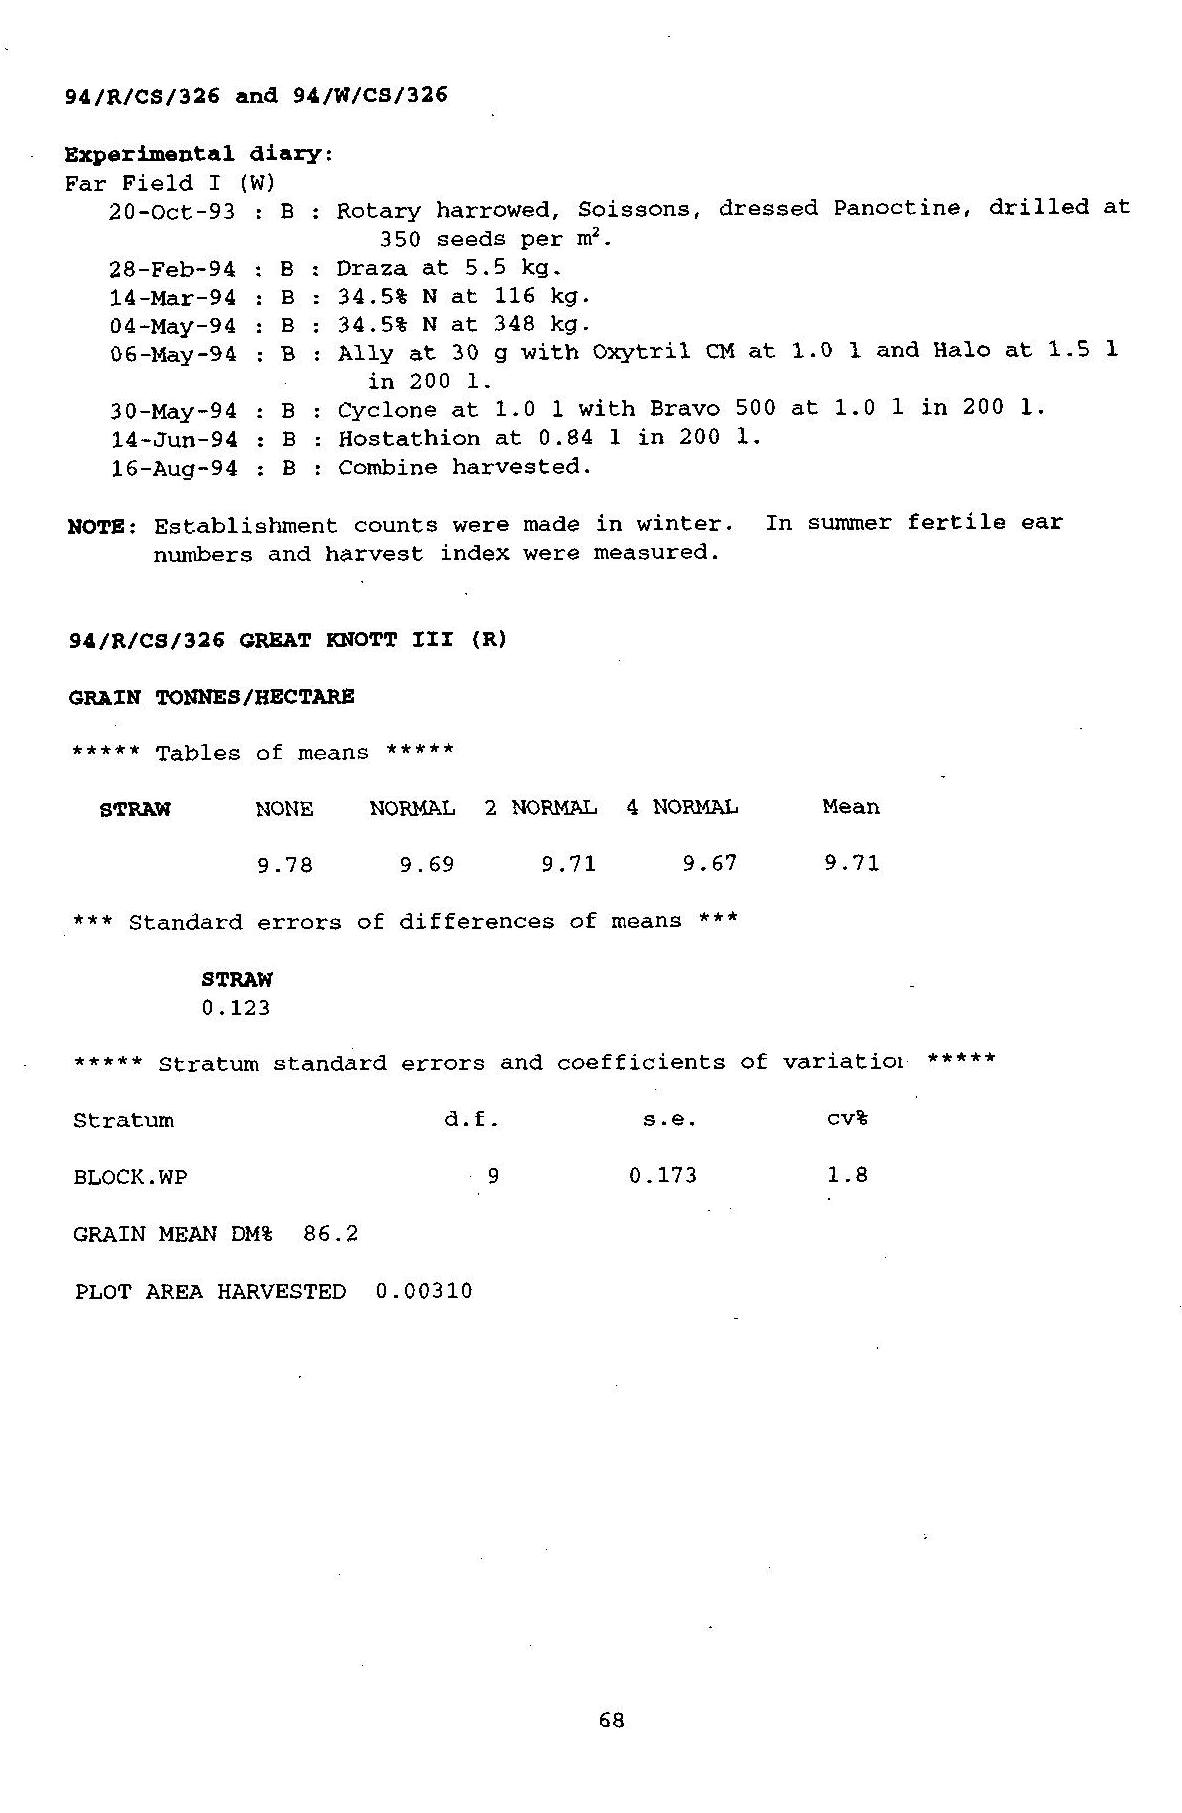 94/R/CS/326 and 94/W/CS/326
Experimental diary:
Far Field I (W)
20-Oct-93 : B : Rotary harrowed, Soissons, dressed Panoctine, drilled at
350 seeds per m².
28-Feb-94 : B : Draza at 5.5 kg.
14-Mar-94 : B : 34.5% N at 116 kg.
04-May-94 : B : 34.5% N at 348 kg.
06-May-94 : B : Ally at 30 g with Oxytril CM at 1.0 l and Halo at 1.5 l
in 200 l.
30-May-94 : B : Cyclone at 1.0 l with Bravo 500 at 1.0 l in 200 l.
14-Jun-94 : B : Hostathion at 0.84 l in 200 l.
16-Aug-94 : B : Combine harvested.
NOTE: Establishment counts were made in winter. In summer fertile ear
numbers and harvest index were measured.
94/R/CS/326 GREAT KNOTT III (R)
GRAIN TONNES/HECTARE
***** Tables of means *****
STRAW NONE NORMAL 2 NORMAL 4 NORMAL Mean
9.78 9.69 9.71 9.67 9.71
*** Standard errors of differences of means ***
STRAW
0.123
***** Stratum standard errors and coefficients of variation *****
Stratum d.f. s.e. cv%
BLOCK.WP 9 0.173 1.8
GRAIN MEAN DM% 86.2
PLOT AREA HARVESTED 0.00310
68